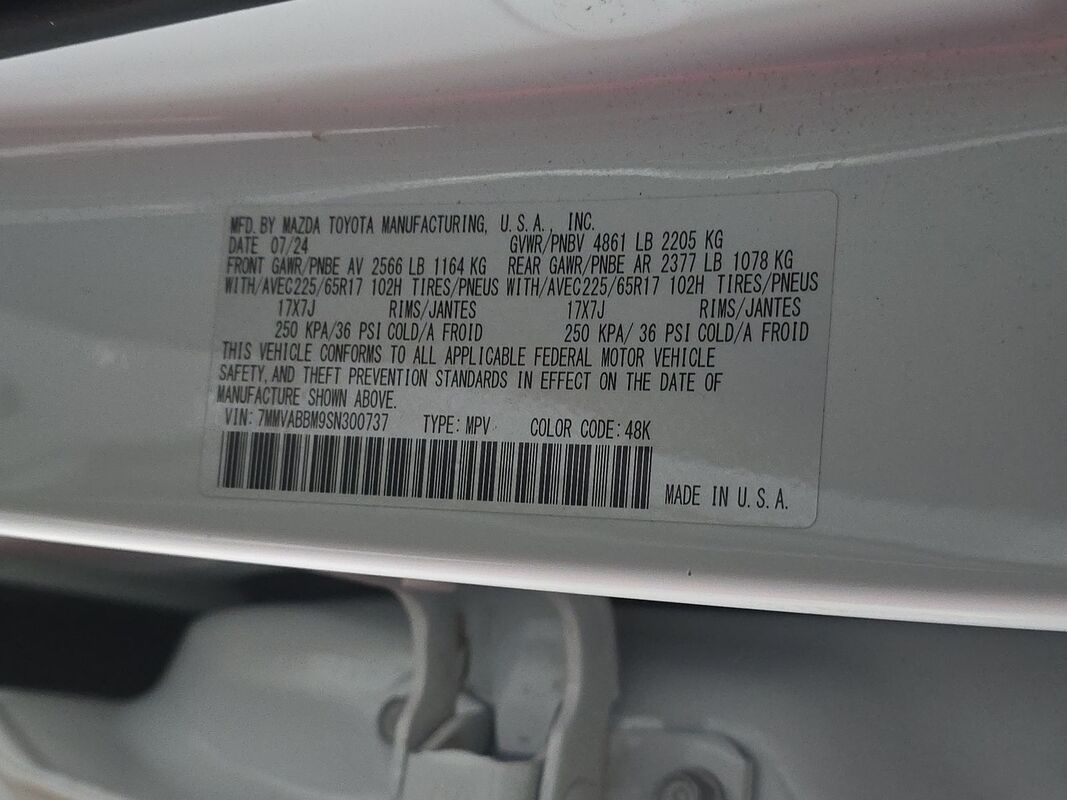 MFD. BY MAZDA TOYOTA MANUFACTURING, U.S.A., INC.
DATE 07/24 GVWR/PNBV 4861 LB 2205 KG
FRONT GAWR/PNBE AV 2566 LB 1164 KG REAR GAWR/PNBE AR 2377 LB 1078 KG
WITH/AVEC225/65R17 102H TIRES/PNEUS WITH/AVEC225/65R17 102H TIRES/PNEUS
17X7J RIMS/JANTES 17X7J RIMS/JANTES
250 KPA/36 PSI COLD/A FROID 250 KPA/ 36 PSI COLD/A FROID
THIS VEHICLE CONFORMS TO ALL APPLICABLE FEDERAL MOTOR VEHICLE
SAFETY, AND THEFT PREVENTION STANDARDS IN EFFECT ON THE DATE OF
MANUFACTURE SHOWN ABOVE.
VIN: 7MMVABBM9SN300737 TYPE: MPV COLOR CODE: 48K
MADE IN U.S.A.